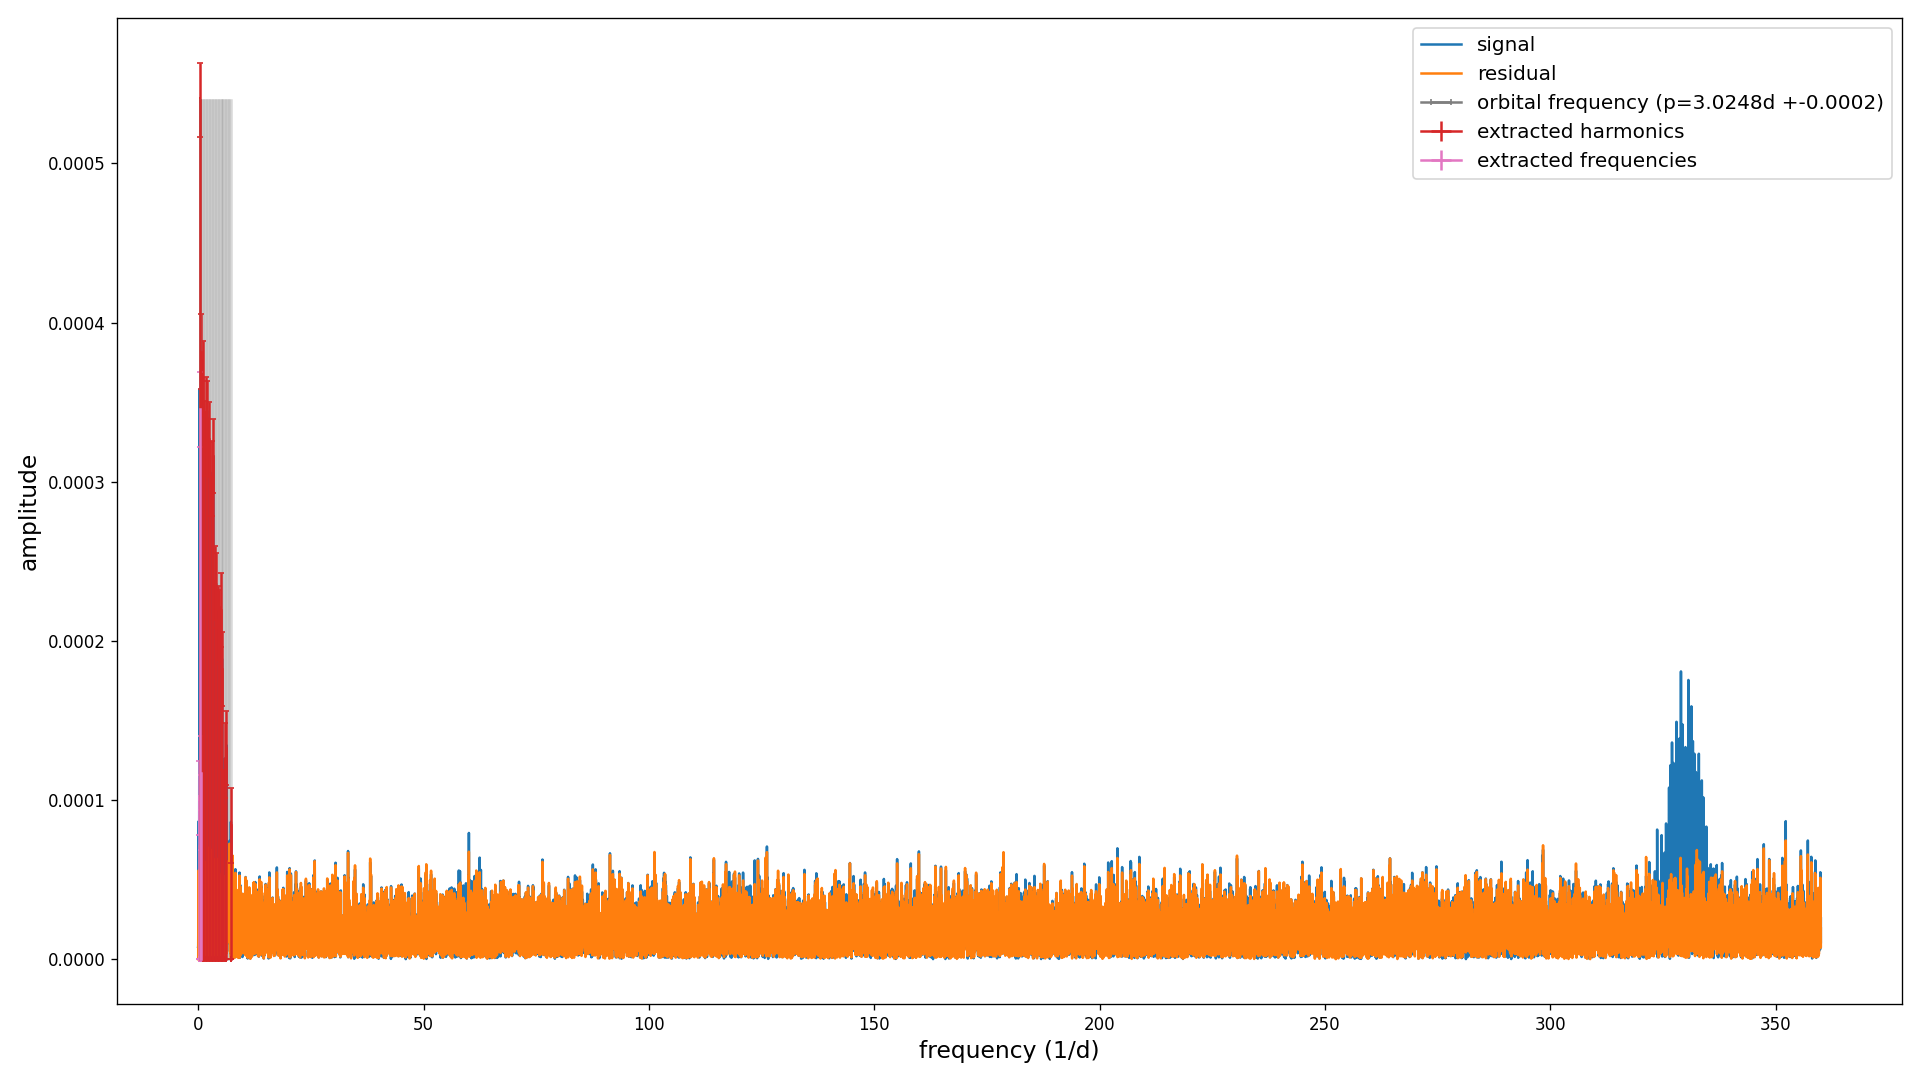 signal
residual
orbital frequency (p=3.0248d +-0.0002)
extracted harmonics
extracted frequencies
0.0005
0.0004
0.0003
0.0002
0.0001
0.0000
amplitude
0 50 100 150 200 250 300 350
frequency (1/d)